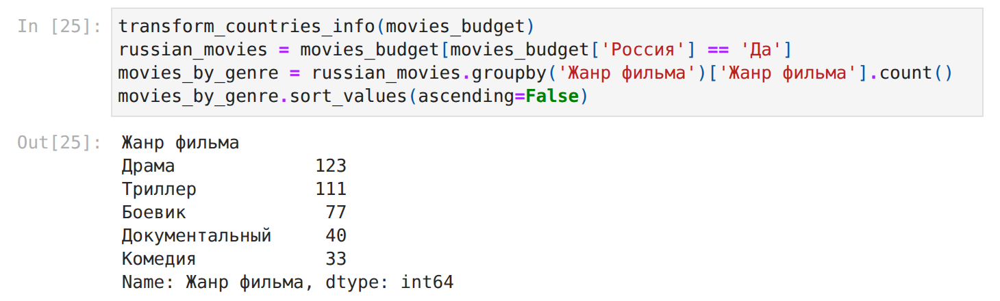 In [25]: transform_countries_info(movies_budget)
russian_movies = movies_budget[movies_budget['Россия'] == 'Да']
movies_by_genre = russian_movies.groupby('Жанр фильма')['Жанр фильма'].count()
movies_by_genre.sort_values(ascending=False)
Out[25]: Жанр фильма
Драма 123
Триллер 111
Боевик 77
Документальный 40
Комедия 33
Name: Жанр фильма, dtype: int64